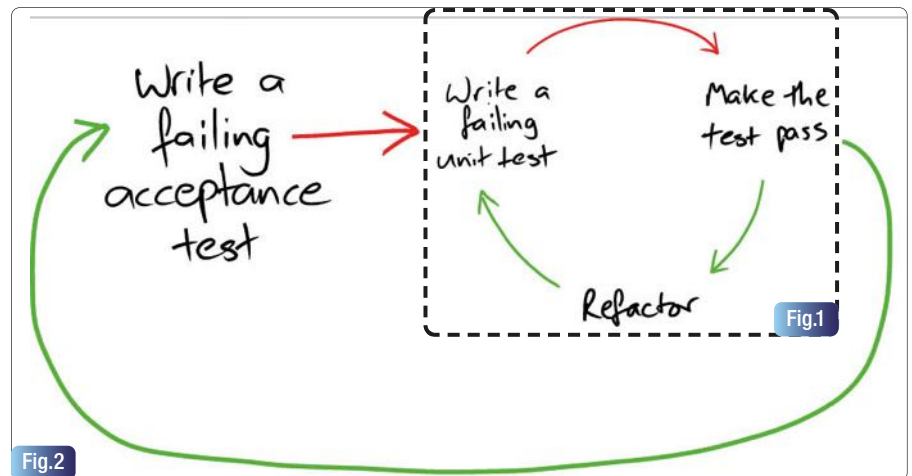 Write a
failing
acceptance
test
Write a
failing
unit test
Make the
test pass
Refactor
Fig.1
Fig.2